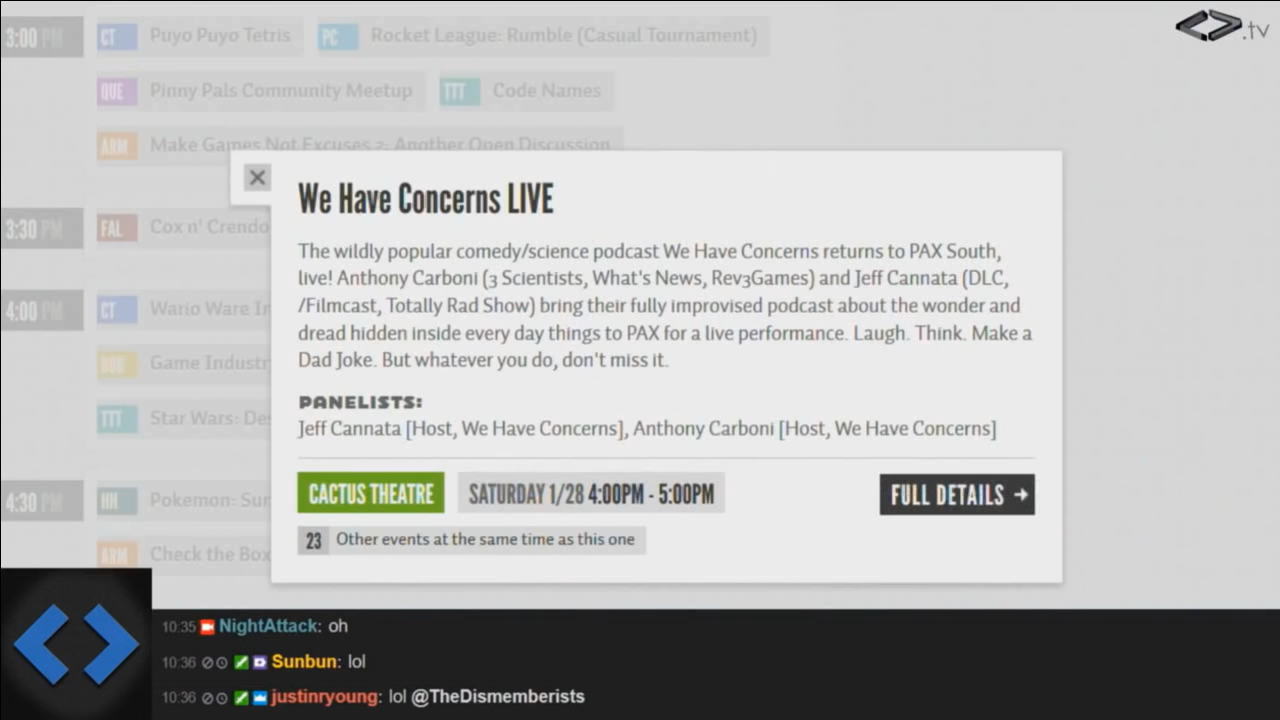 .tv
3:00 PM CT Puyo Puyo Tetris PC Rocket League: Rumble (Casual Tournament)
QUE Pinny Pals Community Meetup TTT Code Names
ARM Make Games Not Excuses 2: Another Open Discussion
We Have Concerns LIVE
The wildly popular comedy/science podcast We Have Concerns returns to PAX South,
live! Anthony Carboni (3 Scientists, What's News, Rev3Games) and Jeff Cannata (DLC,
/Filmcast, Totally Rad Show) bring their fully improvised podcast about the wonder and
dread hidden inside every day things to PAX for a live performance. Laugh. Think. Make a
Dad Joke. But whatever you do, don't miss it.
PANELISTS:
Jeff Cannata [Host, We Have Concerns], Anthony Carboni [Host, We Have Concerns]
CACTUS THEATRE SATURDAY 1/28 4:00PM - 5:00PM FULL DETAILS →
23 Other events at the same time as this one
3:30 PM FAL Cox n' Crendo
4:00 PM CT Wario Ware
Game Industr
TTT Star Wars: De
4:30 PM HH Pokemon: Sun
ARM Check the Box
10:35 NightAttack: oh
10:36 Sunbun: lol
10:36 justinryoung: lol @TheDismemberists